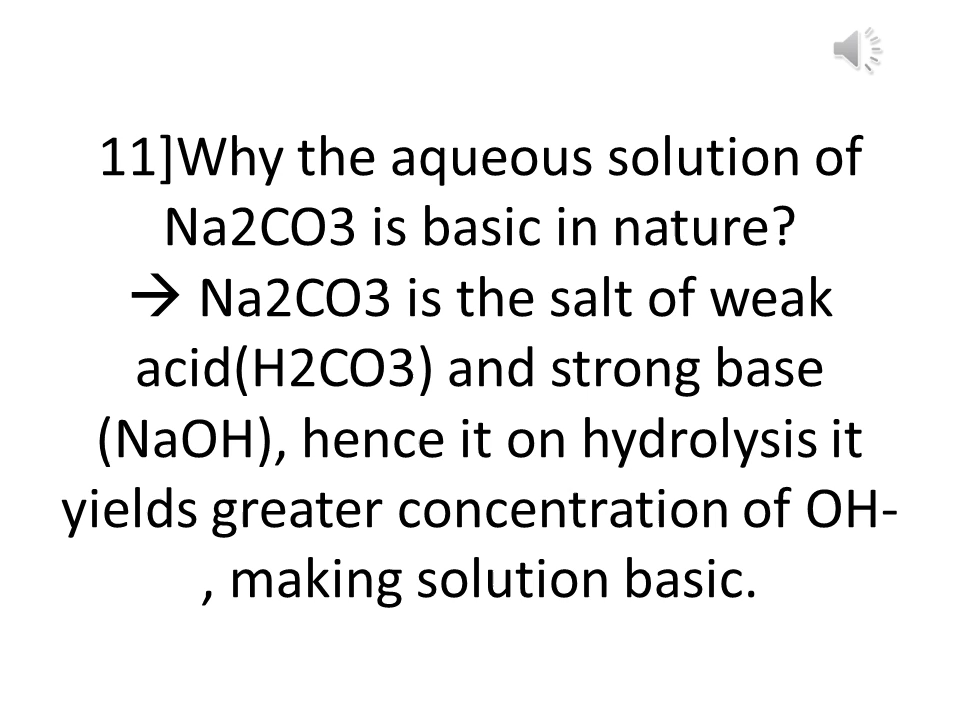 11]Why the aqueous solution of
Na2CO3 is basic in nature?
→ Na2CO3 is the salt of weak
acid(H2CO3) and strong base
(NaOH), hence it on hydrolysis it
yields greater concentration of OH-
, making solution basic.